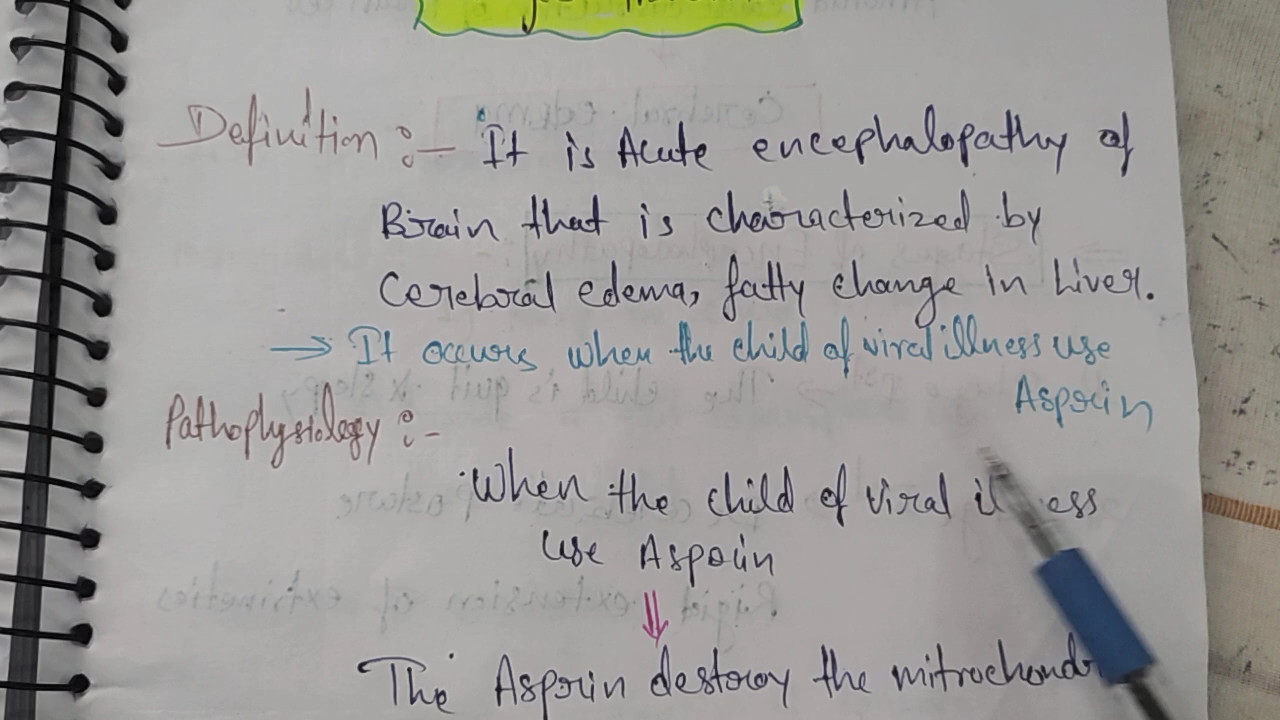 Definition :- It is Acute encephalopathy of
Brain that is characterized by
Cerebral edema, fatty change in Liver.
→ It occurs when the child of viral illness use
Asprin
Pathophysiology :-
When the child of viral
use Asprin
⇓
The Asprin destroy the